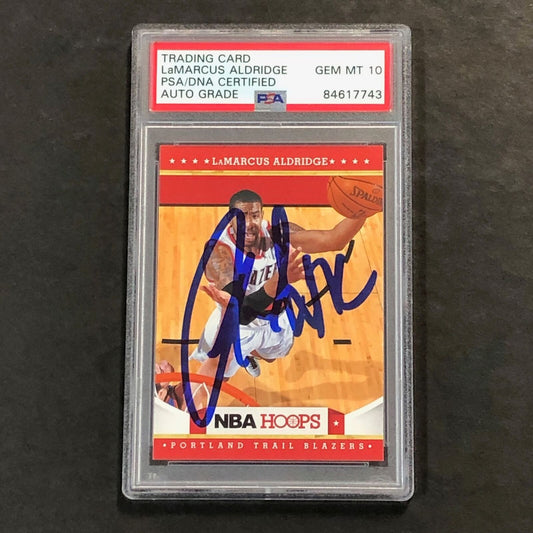 TRADING CARD
LaMARCUS ALDRIDGE GEM MT 10
PSA/DNA CERTIFIED
AUTO GRADE PSA 84617743
★ ★ ★ ★ LaMARCUS ALDRIDGE ★ ★ ★ ★
SPALDING
NBA HOOPS
• PORTLAND TRAIL BLAZERS •